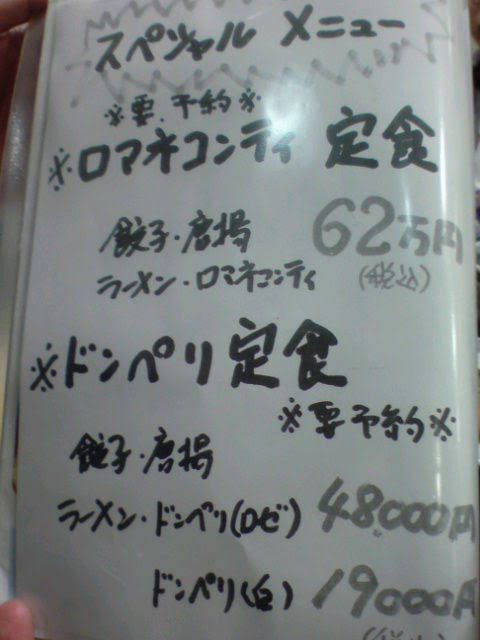 スペシャル メニュー
※要、予約※
※ロマネコンティ 定食
餃子・唐揚 62万円
ラーメン・ロマネコンティ (税込)
※ドンペリ定食
※要予約※
餃子・唐揚
ラーメン・ドンペリ(ロゼ) 48,000円
ドンペリ(白) 19000円